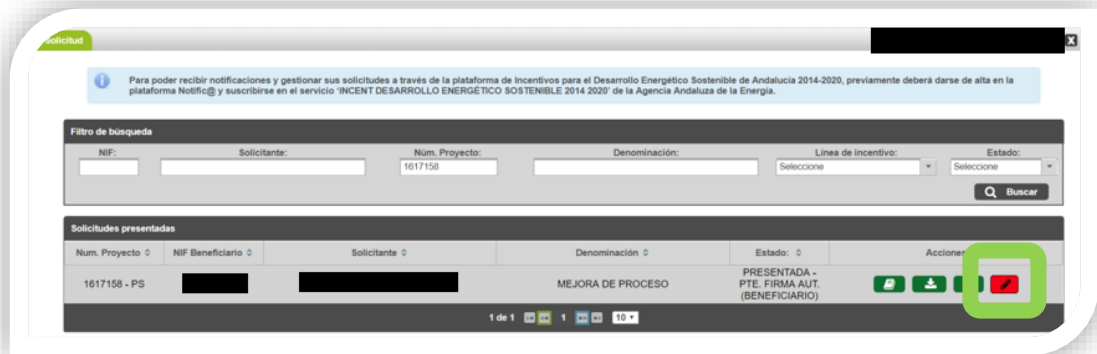 Solicitud
Para poder recibir notificaciones y gestionar sus solicitudes a través de la plataforma de Incentivos para el Desarrollo Energético Sostenible de Andalucía 2014-2020, previamente deberá darse de alta en la
plataforma Notific@ y suscribirse en el servicio 'INCENT DESARROLLO ENERGÉTICO SOSTENIBLE 2014 2020' de la Agencia Andaluza de la Energía.
Filtro de búsqueda
NIF: Solicitante: Núm. Proyecto: Denominación: Línea de incentivo: Estado:
1617158 Seleccione Seleccione
Buscar
Solicitudes presentadas
Num. Proyecto NIF Beneficiario Solicitante Denominación Estado: Acciones
1617158 - PS MEJORA DE PROCESO PRESENTADA -
PTE. FIRMA AUT.
(BENEFICIARIO)
1 de 1 1 10